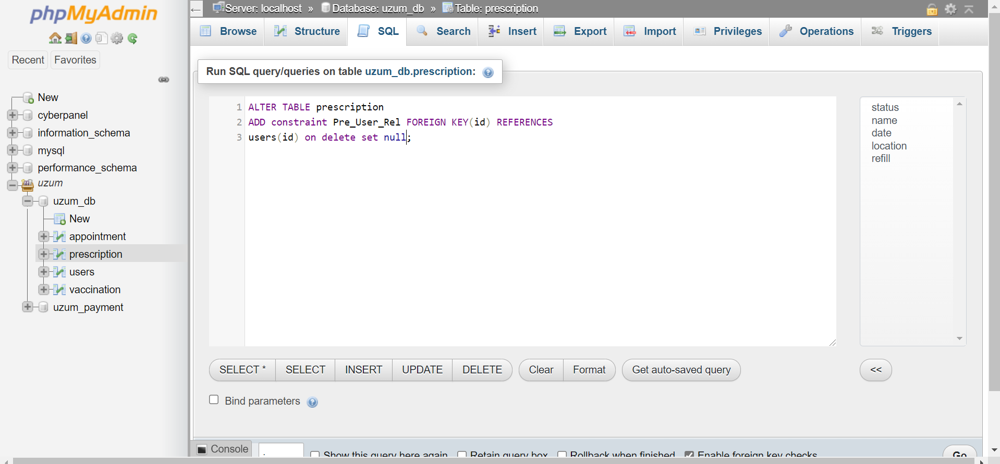 phpMyAdmin
Recent Favorites
New
cyberpanel
information_schema
mysql
performance_schema
uzum
uzum_db
New
appointment
prescription
users
vaccination
uzum_payment
← Server: localhost » Database: uzum_db » Table: prescription
Browse Structure SQL Search Insert Export Import Privileges Operations Triggers
Run SQL query/queries on table uzum_db.prescription:
1 ALTER TABLE prescription
2 ADD constraint Pre_User_Rel FOREIGN KEY(id) REFERENCES
3 users(id) on delete set null;
status
name
date
location
refill
SELECT * SELECT INSERT UPDATE DELETE Clear Format Get auto-saved query <<
Bind parameters
Console Show this query here again Retain query box Rollback when finished Enable foreign key checks Go